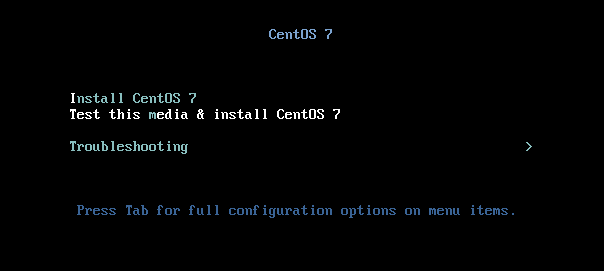 CentOS 7
Install CentOS 7
Test this media & install CentOS 7
Troubleshooting >
Press Tab for full configuration options on menu items.